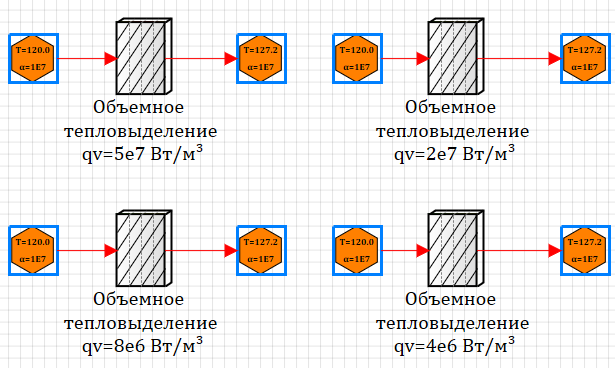 T=120.0
α=1E7
T=127.2
α=1E7
Объемное
тепловыделение
qv=5e7 Вт/м³
T=120.0
α=1E7
T=127.2
α=1E7
Объемное
тепловыделение
qv=2e7 Вт/м³
T=120.0
α=1E7
T=127.2
α=1E7
Объемное
тепловыделение
qv=8e6 Вт/м³
T=120.0
α=1E7
T=127.2
α=1E7
Объемное
тепловыделение
qv=4e6 Вт/м³